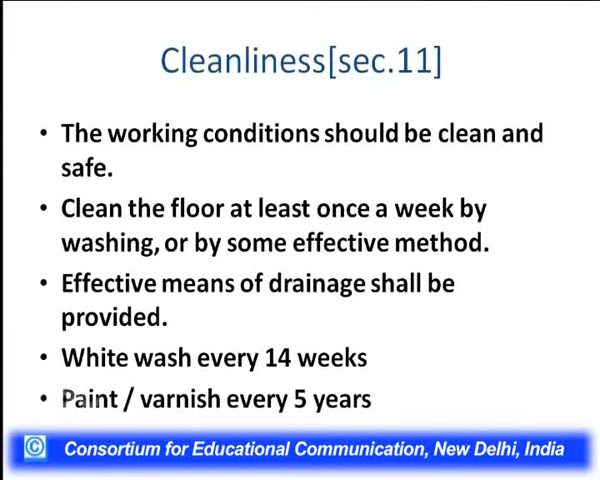 Cleanliness[sec.11]
• The working conditions should be clean and
safe.
• Clean the floor at least once a week by
washing, or by some effective method.
• Effective means of drainage shall be
provided.
• White wash every 14 weeks
• Paint / varnish every 5 years
© Consortium for Educational Communication, New Delhi, India